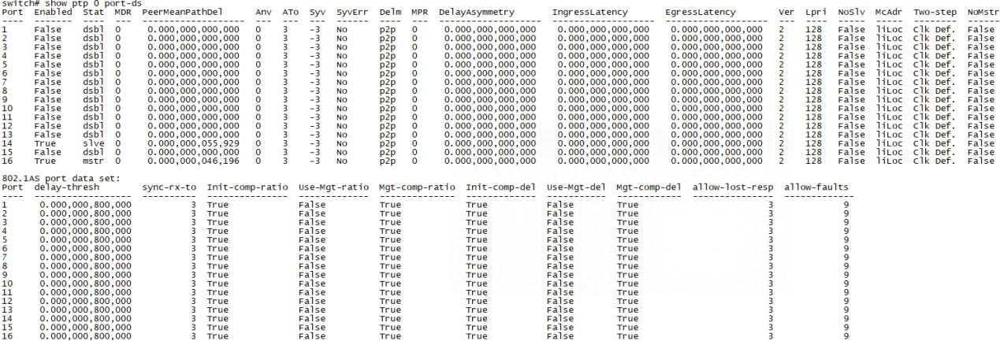 switch# show ptp 0 port-ds
Port Enabled Stat MDR PeerMeanPathDel Anv ATo Syv SyvErr Delm MPR DelayAsymmetry IngressLatency EgressLatency Ver Lpri NoSlv McAdr Two-step NoMstr
---- ------- ---- --- --------------- --- --- --- ------ ---- --- -------------- -------------- ------------- --- ---- ----- ----- -------- ------
1 False dsbl 0 0.000,000,000,000 0 3 -3 No p2p 0 0.000,000,000,000 0.000,000,000,000 0.000,000,000,000 2 128 False liLoc Clk Def. False
2 False dsbl 0 0.000,000,000,000 0 3 -3 No p2p 0 0.000,000,000,000 0.000,000,000,000 0.000,000,000,000 2 128 False liLoc Clk Def. False
3 False dsbl 0 0.000,000,000,000 0 3 -3 No p2p 0 0.000,000,000,000 0.000,000,000,000 0.000,000,000,000 2 128 False liLoc Clk Def. False
4 False dsbl 0 0.000,000,000,000 0 3 -3 No p2p 0 0.000,000,000,000 0.000,000,000,000 0.000,000,000,000 2 128 False liLoc Clk Def. False
5 False dsbl 0 0.000,000,000,000 0 3 -3 No p2p 0 0.000,000,000,000 0.000,000,000,000 0.000,000,000,000 2 128 False liLoc Clk Def. False
6 False dsbl 0 0.000,000,000,000 0 3 -3 No p2p 0 0.000,000,000,000 0.000,000,000,000 0.000,000,000,000 2 128 False liLoc Clk Def. False
7 False dsbl 0 0.000,000,000,000 0 3 -3 No p2p 0 0.000,000,000,000 0.000,000,000,000 0.000,000,000,000 2 128 False liLoc Clk Def. False
8 False dsbl 0 0.000,000,000,000 0 3 -3 No p2p 0 0.000,000,000,000 0.000,000,000,000 0.000,000,000,000 2 128 False liLoc Clk Def. False
9 False dsbl 0 0.000,000,000,000 0 3 -3 No p2p 0 0.000,000,000,000 0.000,000,000,000 0.000,000,000,000 2 128 False liLoc Clk Def. False
10 False dsbl 0 0.000,000,000,000 0 3 -3 No p2p 0 0.000,000,000,000 0.000,000,000,000 0.000,000,000,000 2 128 False liLoc Clk Def. False
11 False dsbl 0 0.000,000,000,000 0 3 -3 No p2p 0 0.000,000,000,000 0.000,000,000,000 0.000,000,000,000 2 128 False liLoc Clk Def. False
12 False dsbl 0 0.000,000,000,000 0 3 -3 No p2p 0 0.000,000,000,000 0.000,000,000,000 0.000,000,000,000 2 128 False liLoc Clk Def. False
13 False dsbl 0 0.000,000,000,000 0 3 -3 No p2p 0 0.000,000,000,000 0.000,000,000,000 0.000,000,000,000 2 128 False liLoc Clk Def. False
14 True slve 0 0.000,000,055,929 0 3 -3 No p2p 0 0.000,000,000,000 0.000,000,000,000 0.000,000,000,000 2 128 False liLoc Clk Def. False
15 False dsbl 0 0.000,000,000,000 0 3 -3 No p2p 0 0.000,000,000,000 0.000,000,000,000 0.000,000,000,000 2 128 False liLoc Clk Def. False
16 True mstr 0 0.000,000,046,196 0 3 -3 No p2p 0 0.000,000,000,000 0.000,000,000,000 0.000,000,000,000 2 128 False liLoc Clk Def. False
802.1AS port data set:
Port delay-thresh sync-rx-to Init-comp-ratio Use-Mgt-ratio Mgt-comp-ratio Init-comp-del Use-Mgt-del Mgt-comp-del allow-lost-resp allow-faults
---- ------------ ---------- --------------- ------------- -------------- ------------- ----------- ------------ --------------- ------------
1 0.000,000,800,000 3 True False True True False True 3 9
2 0.000,000,800,000 3 True False True True False True 3 9
3 0.000,000,800,000 3 True False True True False True 3 9
4 0.000,000,800,000 3 True False True True False True 3 9
5 0.000,000,800,000 3 True False True True False True 3 9
6 0.000,000,800,000 3 True False True True False True 3 9
7 0.000,000,800,000 3 True False True True False True 3 9
8 0.000,000,800,000 3 True False True True False True 3 9
9 0.000,000,800,000 3 True False True True False True 3 9
10 0.000,000,800,000 3 True False True True False True 3 9
11 0.000,000,800,000 3 True False True True False True 3 9
12 0.000,000,800,000 3 True False True True False True 3 9
13 0.000,000,800,000 3 True False True True False True 3 9
14 0.000,000,800,000 3 True False True True False True 3 9
15 0.000,000,800,000 3 True False True True False True 3 9
16 0.000,000,800,000 3 True False True True False True 3 9